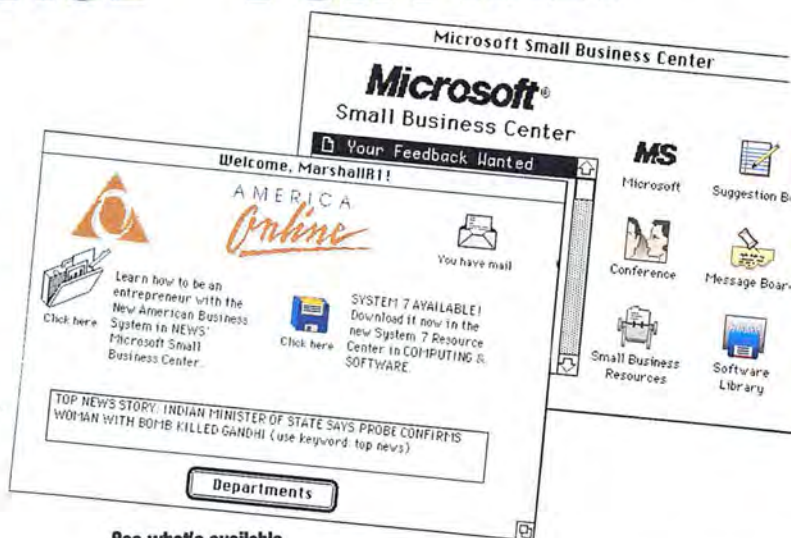 Microsoft Small Business Center
Microsoft®
Small Business Center
Your Feedback Wanted
MS
Microsoft
Conference
Small Business
Resources
Software
Library
Welcome, MarshallR1!
AMERICA
Online
You have mail
Click here
Learn how to be an
entrepreneur with the
New American Business
System in NEWS'
Microsoft Small
Business Center.
Click here
SYSTEM 7 AVAILABLE!
Download it now in the
new System 7 Resource
Center in COMPUTING &
SOFTWARE.
TOP NEWS STORY: INDIAN MINISTER OF STATE SAYS PROBE CONFIRMS
WOMAN WITH BOMB KILLED GANDHI (use keyword: top news)
Departments
See what's available